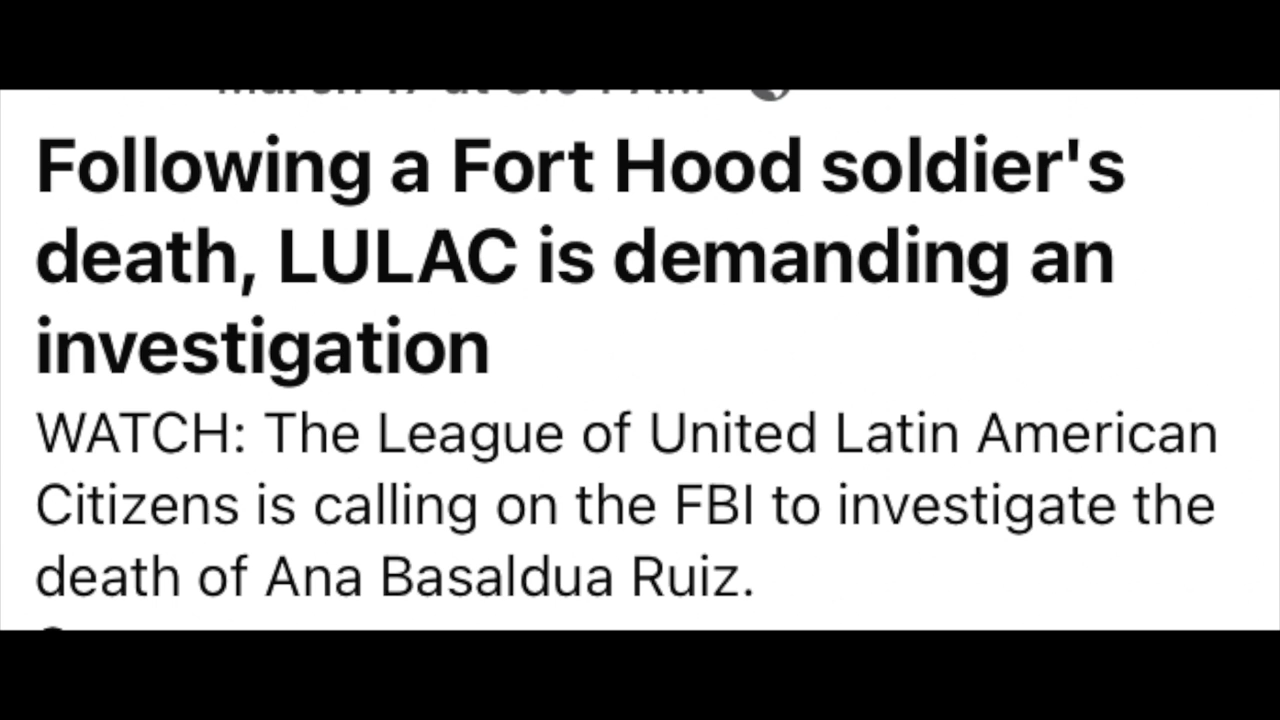 Following a Fort Hood soldier's
death, LULAC is demanding an
investigation
WATCH: The League of United Latin American
Citizens is calling on the FBI to investigate the
death of Ana Basaldua Ruiz.